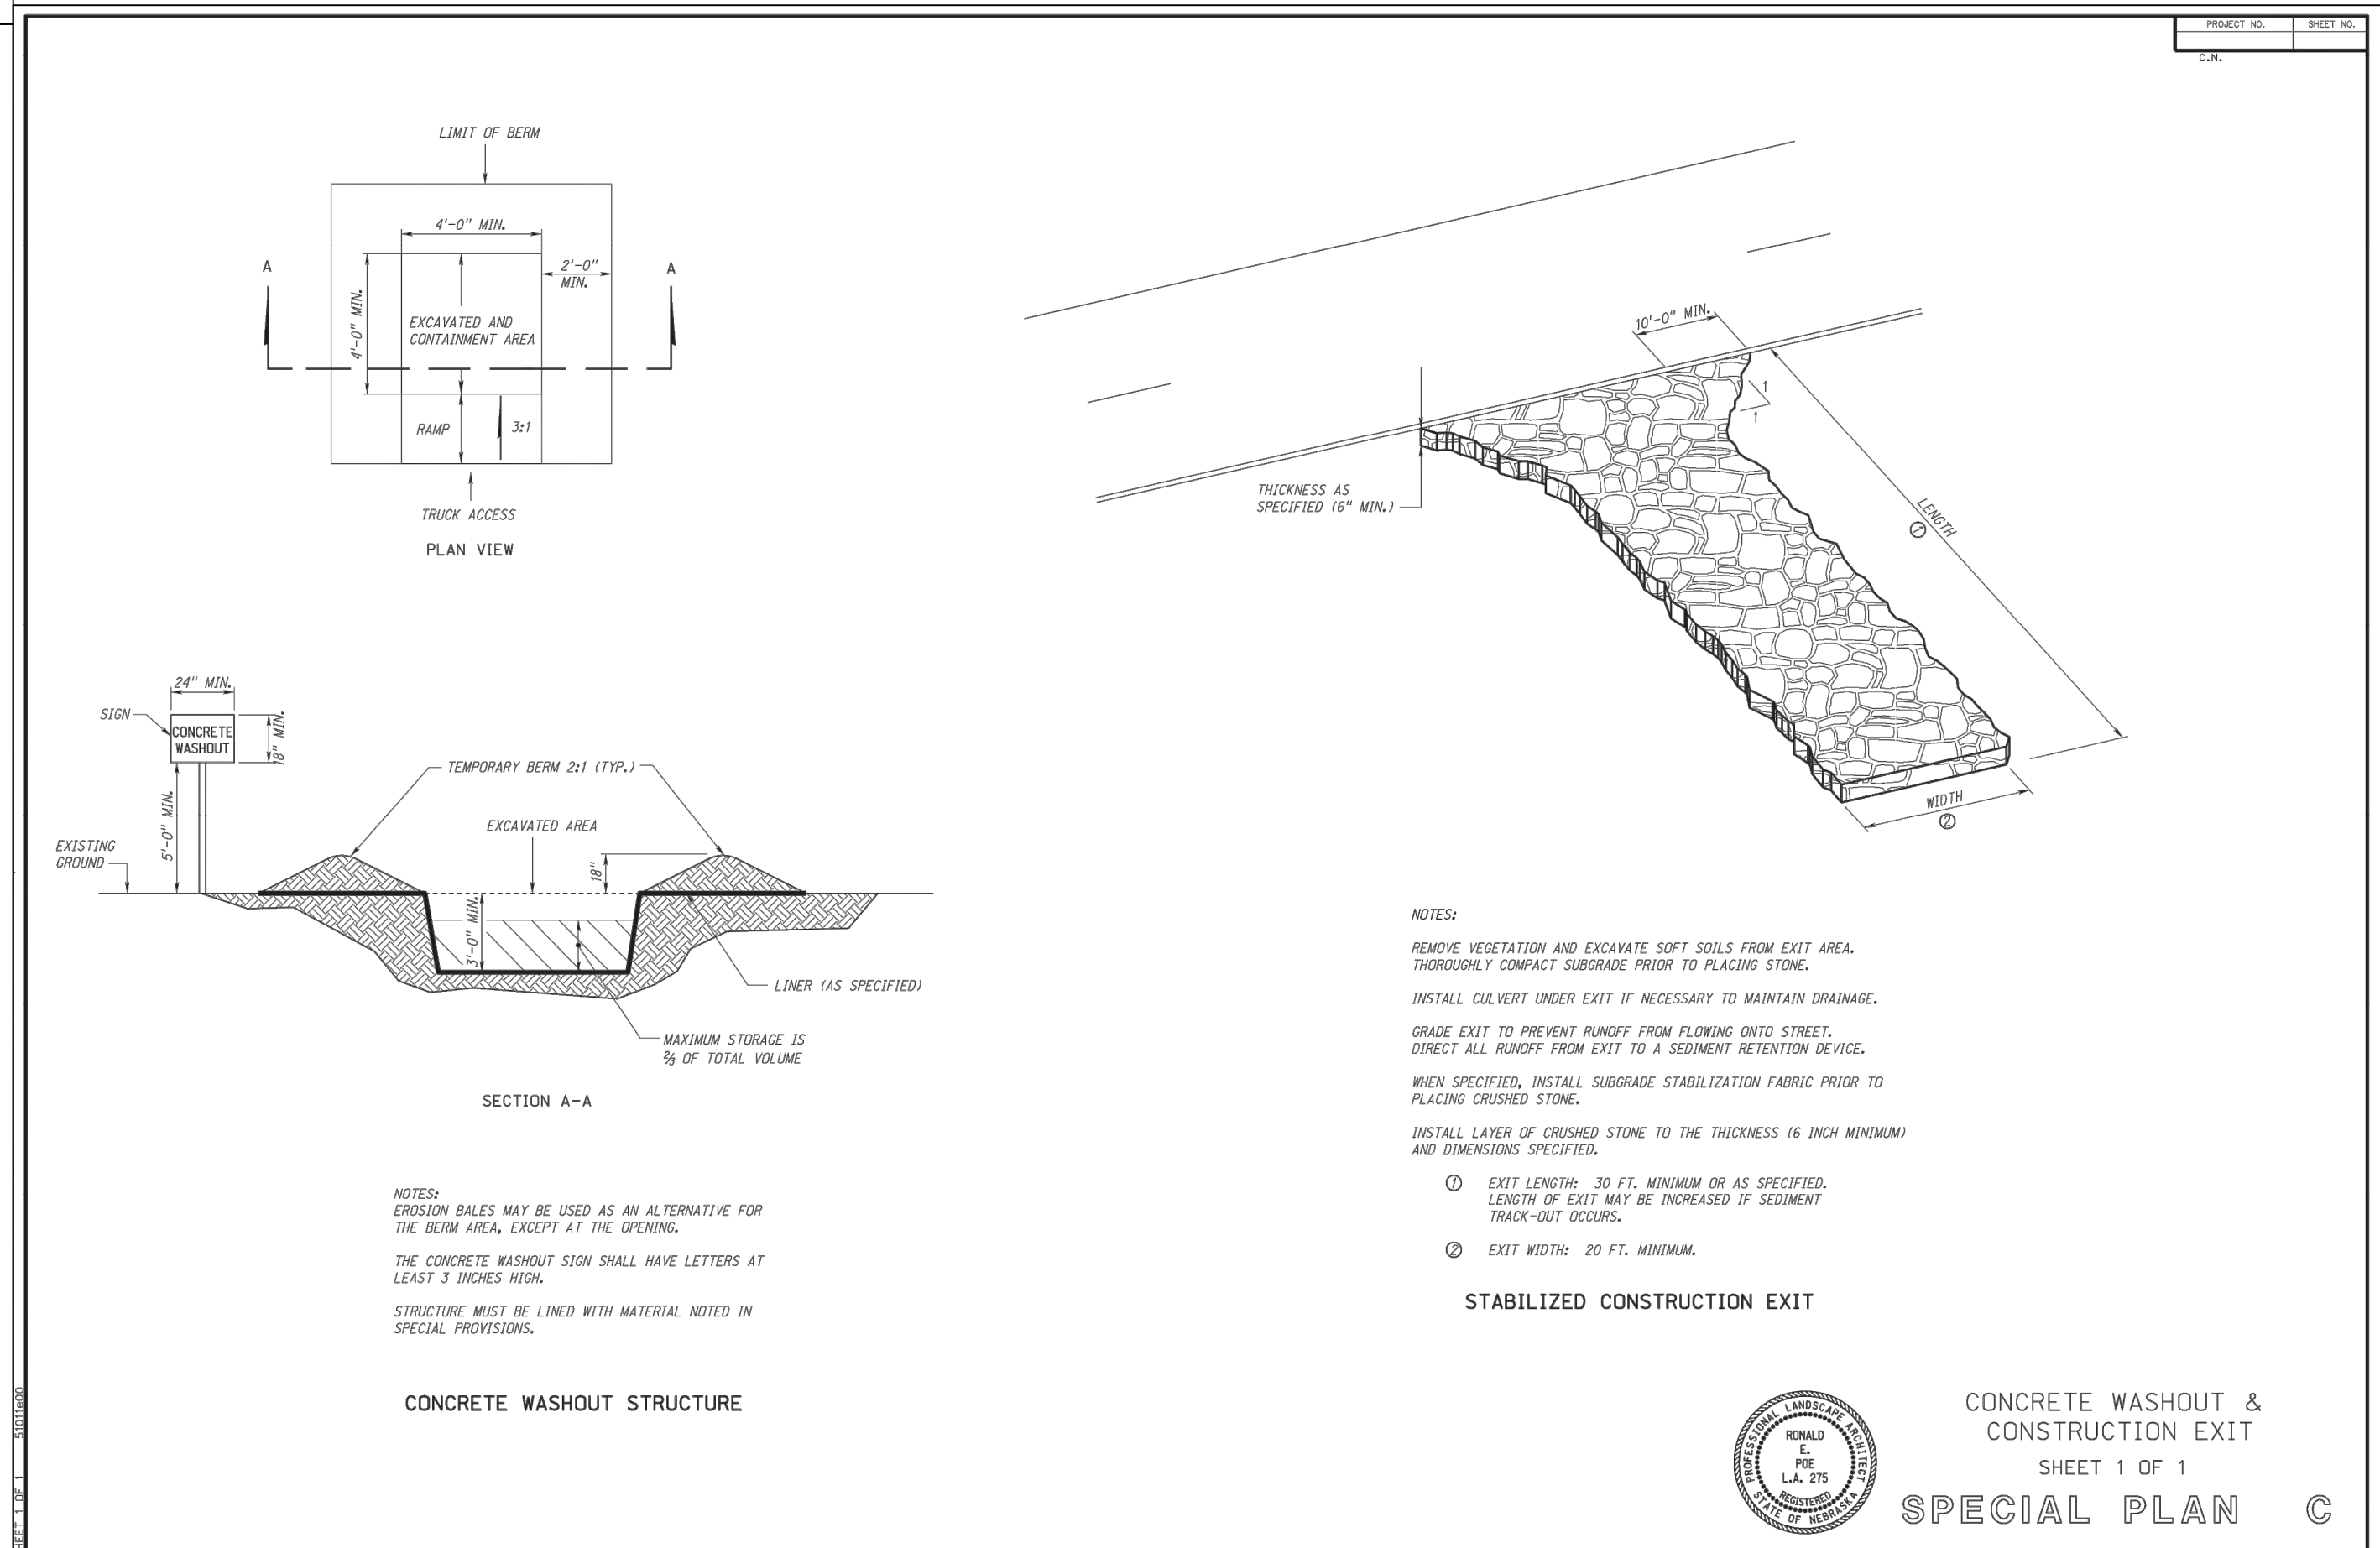 PROJECT NO.
SHEET NO.
C.N.
LIMIT OF BERM
4'-0" MIN.
2'-0"
MIN.
A
A
4'-0" MIN.
EXCAVATED AND
CONTAINMENT AREA
RAMP
3:1
TRUCK ACCESS
PLAN VIEW
24" MIN.
SIGN
CONCRETE
WASHOUT
18" MIN.
5'-0" MIN.
EXISTING
GROUND
TEMPORARY BERM 2:1 (TYP.)
EXCAVATED AREA
18"
3'-0" MIN.
LINER (AS SPECIFIED)
MAXIMUM STORAGE IS
⅔ OF TOTAL VOLUME
SECTION A-A
NOTES:
EROSION BALES MAY BE USED AS AN ALTERNATIVE FOR
THE BERM AREA, EXCEPT AT THE OPENING.
THE CONCRETE WASHOUT SIGN SHALL HAVE LETTERS AT
LEAST 3 INCHES HIGH.
STRUCTURE MUST BE LINED WITH MATERIAL NOTED IN
SPECIAL PROVISIONS.
CONCRETE WASHOUT STRUCTURE
10'-0" MIN.
1
1
THICKNESS AS
SPECIFIED (6" MIN.)
LENGTH
①
WIDTH
②
NOTES:
REMOVE VEGETATION AND EXCAVATE SOFT SOILS FROM EXIT AREA.
THOROUGHLY COMPACT SUBGRADE PRIOR TO PLACING STONE.
INSTALL CULVERT UNDER EXIT IF NECESSARY TO MAINTAIN DRAINAGE.
GRADE EXIT TO PREVENT RUNOFF FROM FLOWING ONTO STREET.
DIRECT ALL RUNOFF FROM EXIT TO A SEDIMENT RETENTION DEVICE.
WHEN SPECIFIED, INSTALL SUBGRADE STABILIZATION FABRIC PRIOR TO
PLACING CRUSHED STONE.
INSTALL LAYER OF CRUSHED STONE TO THE THICKNESS (6 INCH MINIMUM)
AND DIMENSIONS SPECIFIED.
① EXIT LENGTH: 30 FT. MINIMUM OR AS SPECIFIED.
LENGTH OF EXIT MAY BE INCREASED IF SEDIMENT
TRACK-OUT OCCURS.
② EXIT WIDTH: 20 FT. MINIMUM.
STABILIZED CONSTRUCTION EXIT
PROFESSIONAL LANDSCAPE ARCHITECT
RONALD
E.
POE
L.A. 275
REGISTERED
STATE OF NEBRASKA
CONCRETE WASHOUT &
CONSTRUCTION EXIT
SHEET 1 OF 1
SPECIAL PLAN C
51011e00
1 OF 1